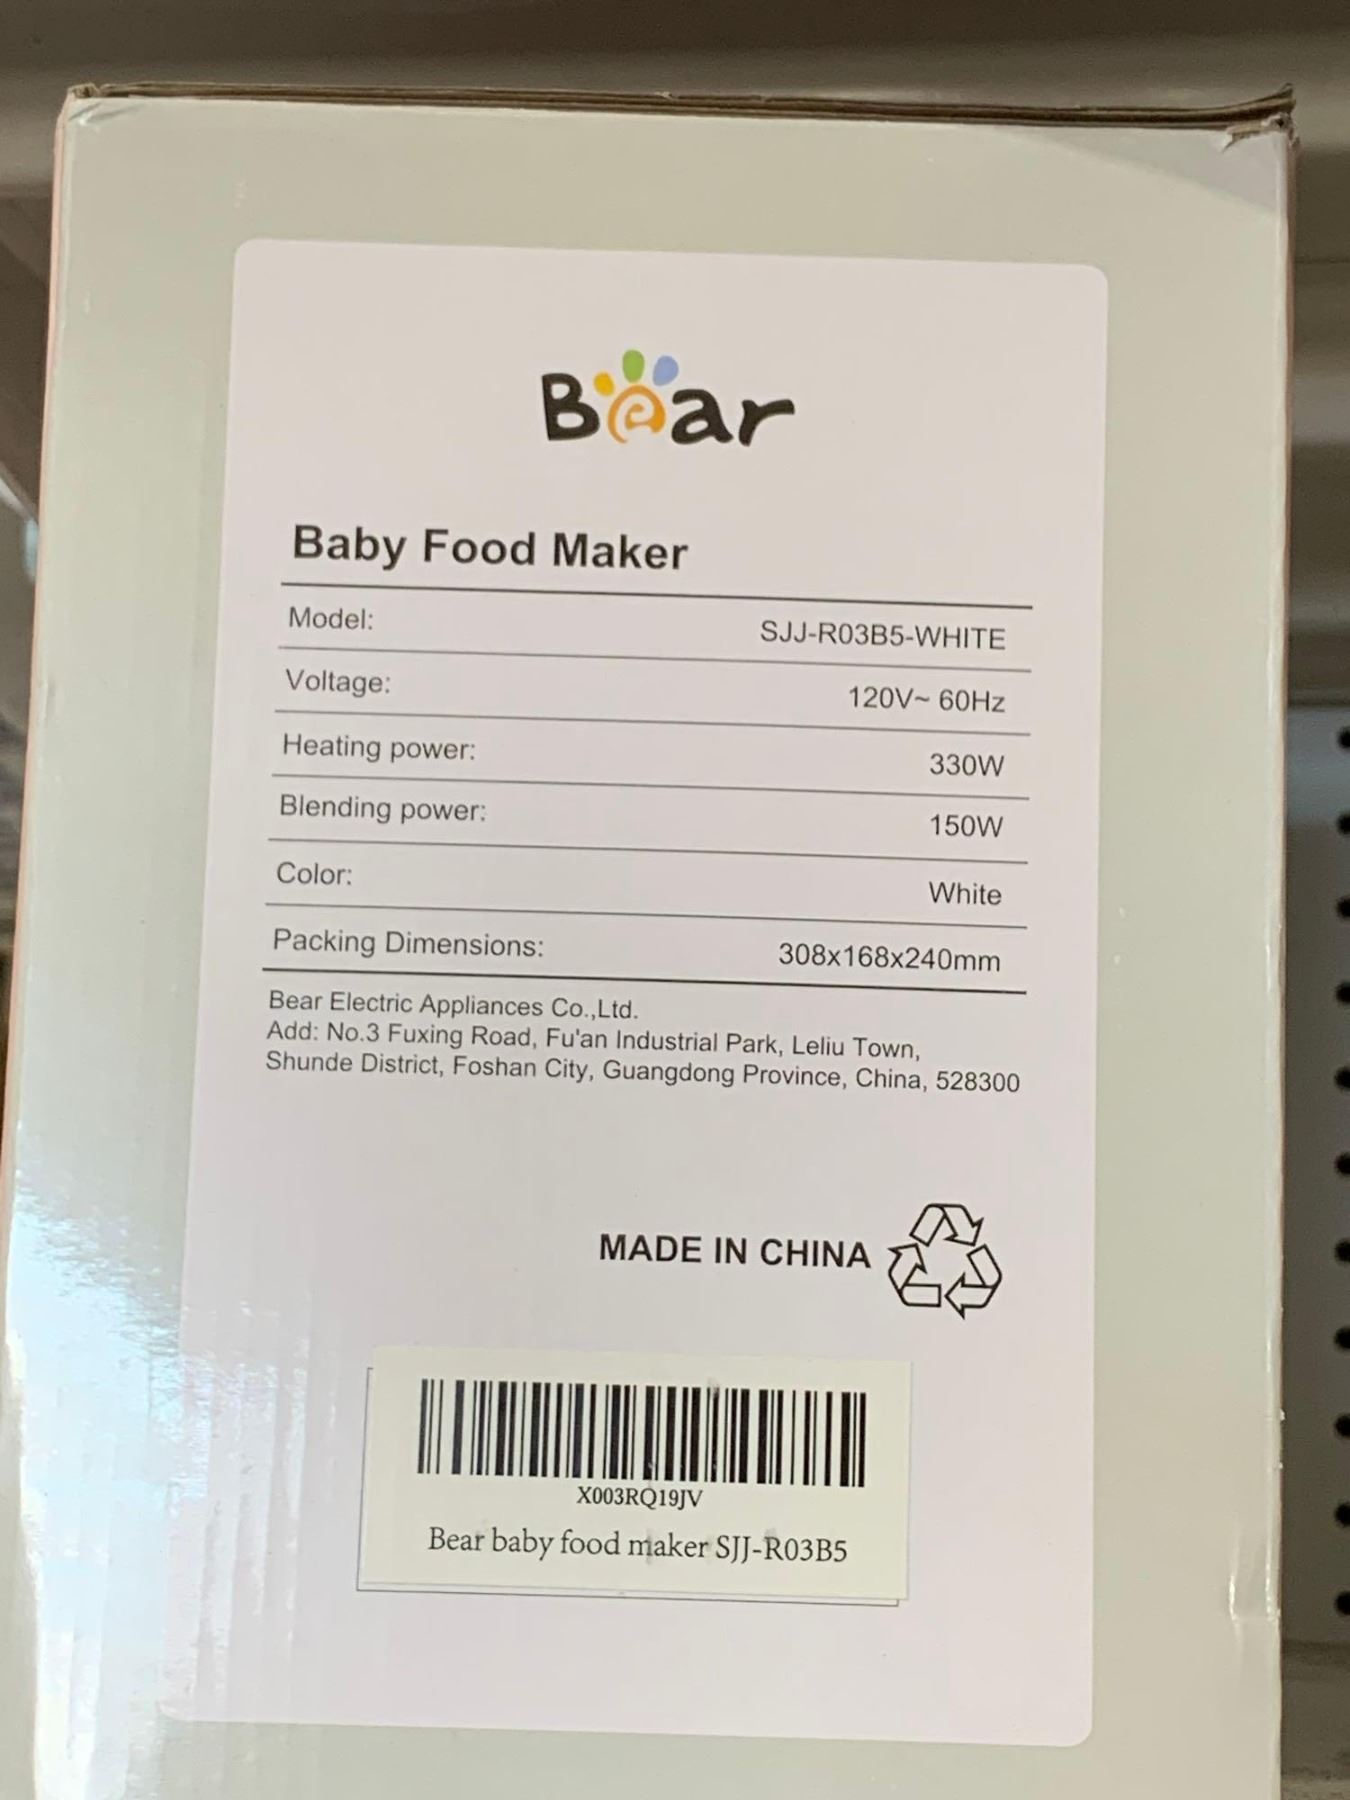 Bear
Baby Food Maker
Model: SJJ-R03B5-WHITE
Voltage: 120V~ 60Hz
Heating power: 330W
Blending power: 150W
Color: White
Packing Dimensions: 308x168x240mm
Bear Electric Appliances Co.,Ltd.
Add: No.3 Fuxing Road, Fu'an Industrial Park, Leliu Town,
Shunde District, Foshan City, Guangdong Province, China, 528300
MADE IN CHINA
X003RQ19JV
Bear baby food maker SJJ-R03B5